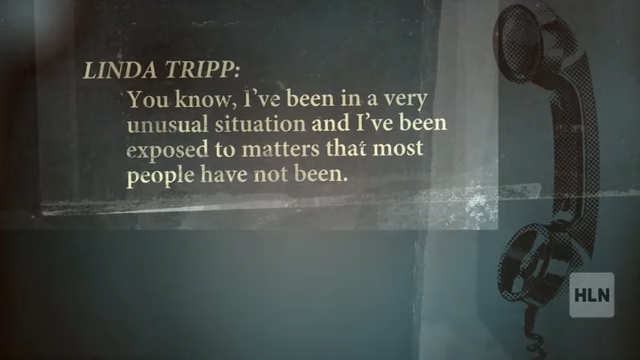 LINDA TRIPP:
You know, I've been in a very
unusual situation and I've been
exposed to matters that most
people have not been.
HLN